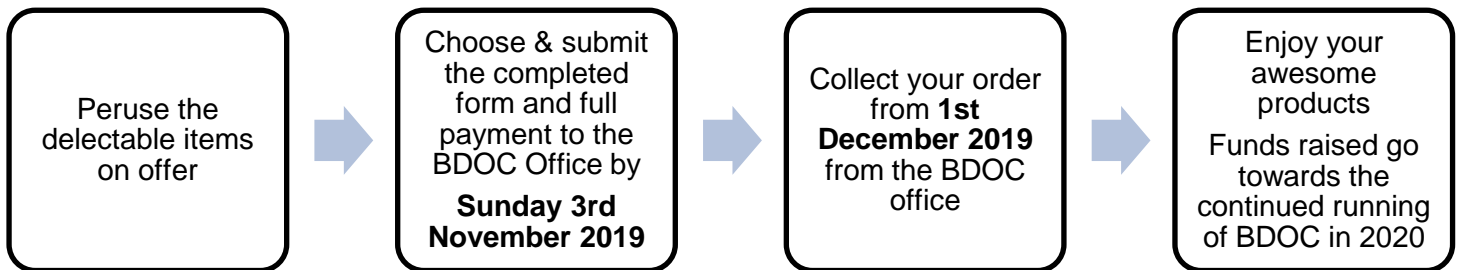 Peruse the
delectable items
on offer
Choose & submit
the completed
form and full
payment to the
BDOC Office by
Sunday 3rd
November 2019
Collect your order
from 1st
December 2019
from the BDOC
office
Enjoy your
awesome
products
Funds raised go
towards the
continued running
of BDOC in 2020